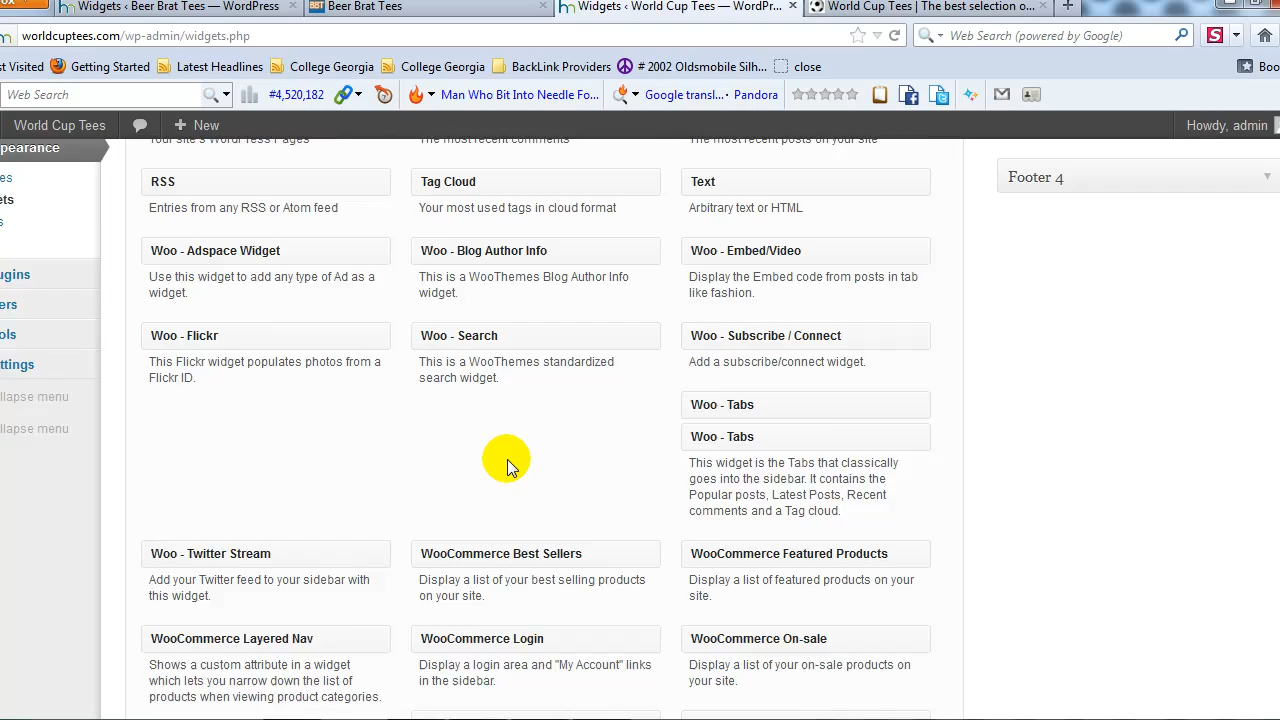 Widgets ‹ Beer Brat Tees — WordPress
Beer Brat Tees
Widgets ‹ World Cup Tees — WordPr...
World Cup Tees | The best selection o...
worldcuptees.com/wp-admin/widgets.php
Web Search (powered by Google)
st Visited
Getting Started
Latest Headlines
College Georgia
College Georgia
BackLink Providers
# 2002 Oldsmobile Silh...
close
Boo
Web Search
#4,520,182
Man Who Bit Into Needle Fo...
Google transl...
Pandora
World Cup Tees
New
Howdy, admin
pearance
es
ets
s
ugins
ers
ols
ttings
llapse menu
llapse menu
Your site's WordPress Pages
The most recent comments
The most recent posts on your site
RSS
Entries from any RSS or Atom feed
Tag Cloud
Your most used tags in cloud format
Text
Arbitrary text or HTML
Woo - Adspace Widget
Use this widget to add any type of Ad as a
widget.
Woo - Blog Author Info
This is a WooThemes Blog Author Info
widget.
Woo - Embed/Video
Display the Embed code from posts in tab
like fashion.
Woo - Flickr
This Flickr widget populates photos from a
Flickr ID.
Woo - Search
This is a WooThemes standardized
search widget.
Woo - Subscribe / Connect
Add a subscribe/connect widget.
Woo - Tabs
Woo - Tabs
This widget is the Tabs that classically
goes into the sidebar. It contains the
Popular posts, Latest Posts, Recent
comments and a Tag cloud.
Woo - Twitter Stream
Add your Twitter feed to your sidebar with
this widget.
WooCommerce Best Sellers
Display a list of your best selling products
on your site.
WooCommerce Featured Products
Display a list of featured products on your
site.
WooCommerce Layered Nav
Shows a custom attribute in a widget
which lets you narrow down the list of
products when viewing product categories.
WooCommerce Login
Display a login area and "My Account" links
in the sidebar.
WooCommerce On-sale
Display a list of your on-sale products on
your site.
Footer 4